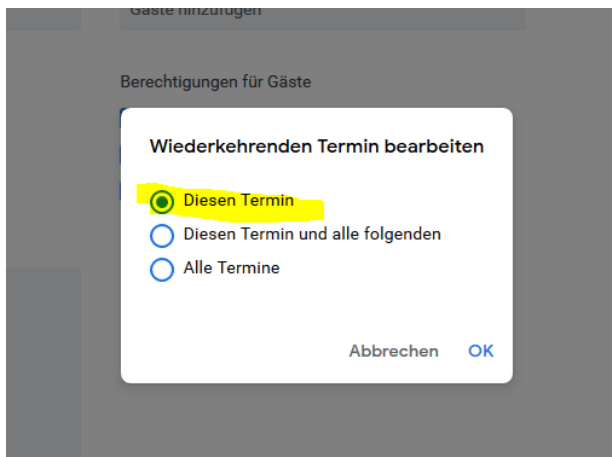 Gäste hinzufügen
Berechtigungen für Gäste
Wiederkehrenden Termin bearbeiten
Diesen Termin
Diesen Termin und alle folgenden
Alle Termine
Abbrechen OK